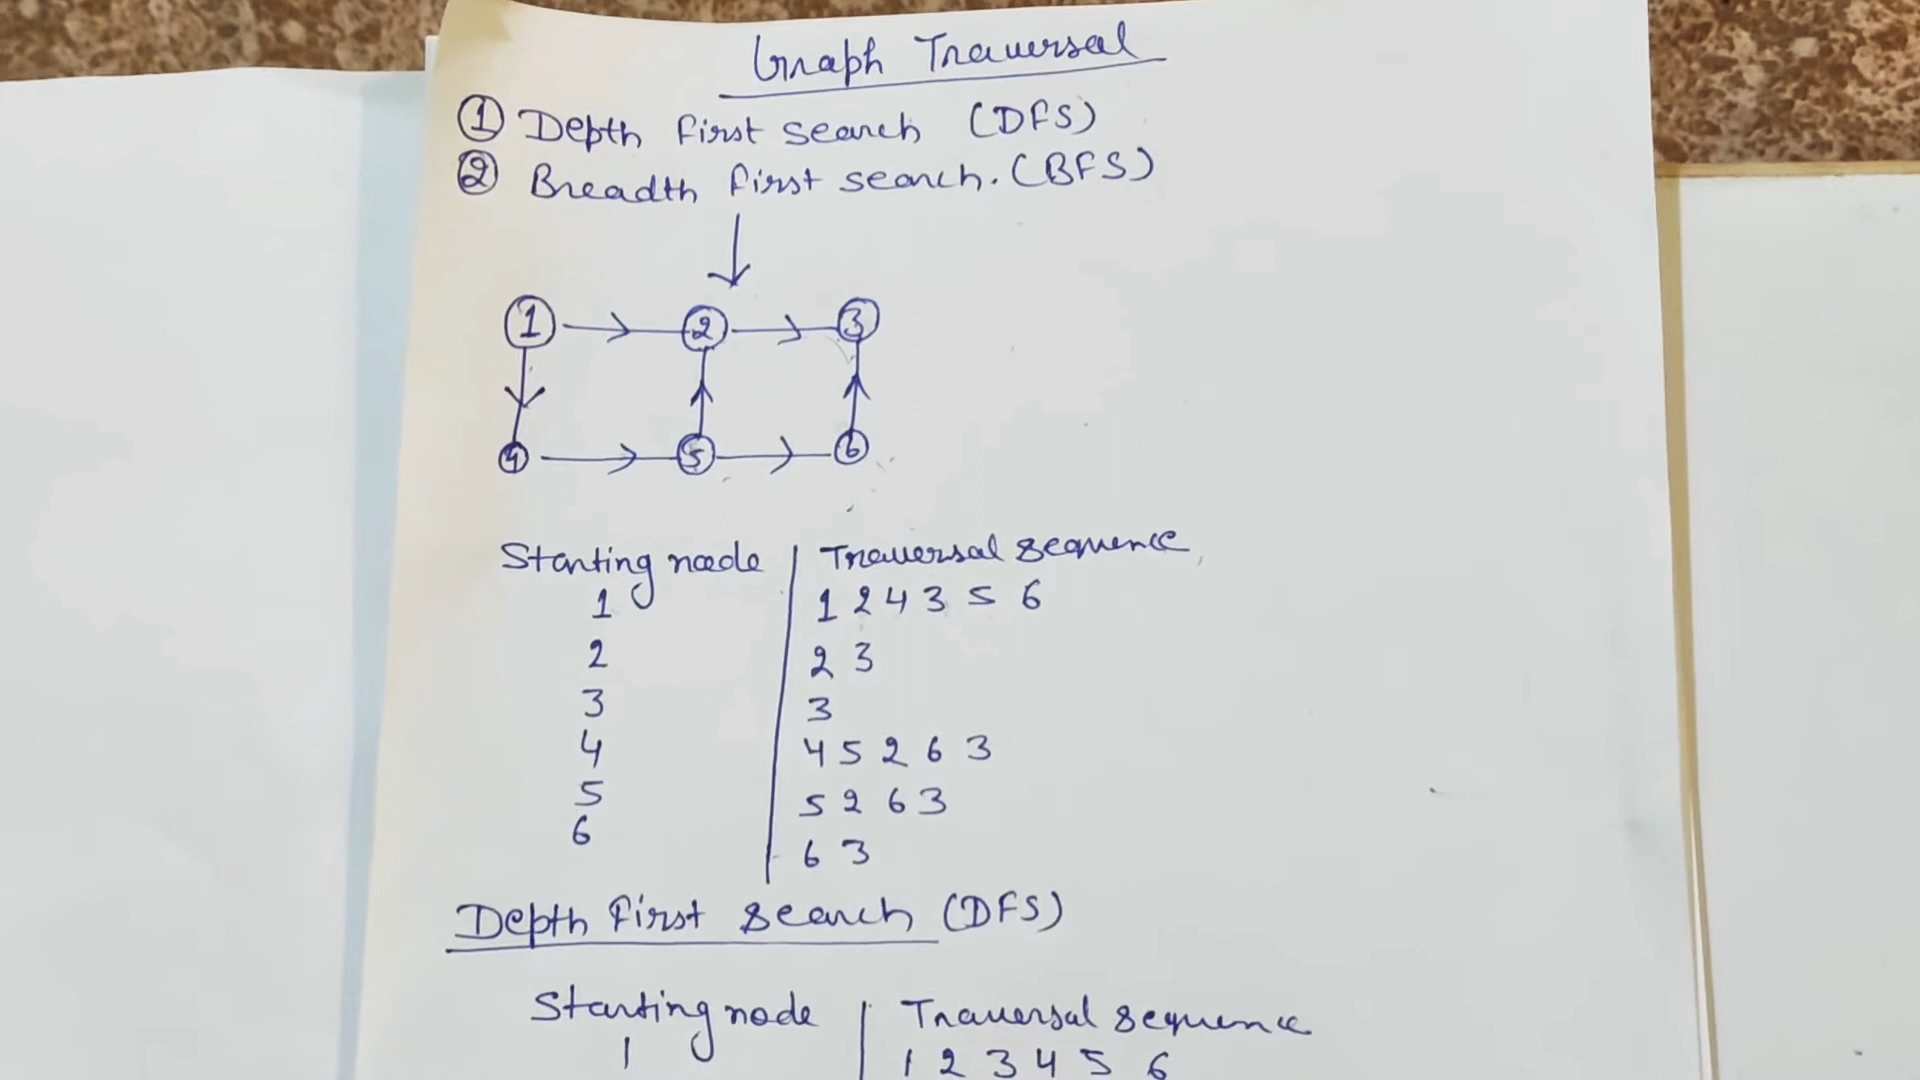 Graph Traversal
① Depth first search (DFS)
② Breadth first search. (BFS)
1 2 3
4 5 6
Starting node | Traversal sequence
1 | 1 2 4 3 5 6
2 | 2 3
3 | 3
4 | 4 5 2 6 3
5 | 5 2 6 3
6 | 6 3
Depth first search (DFS)
Starting node | Traversal sequence
1 | 1 2 3 4 5 6